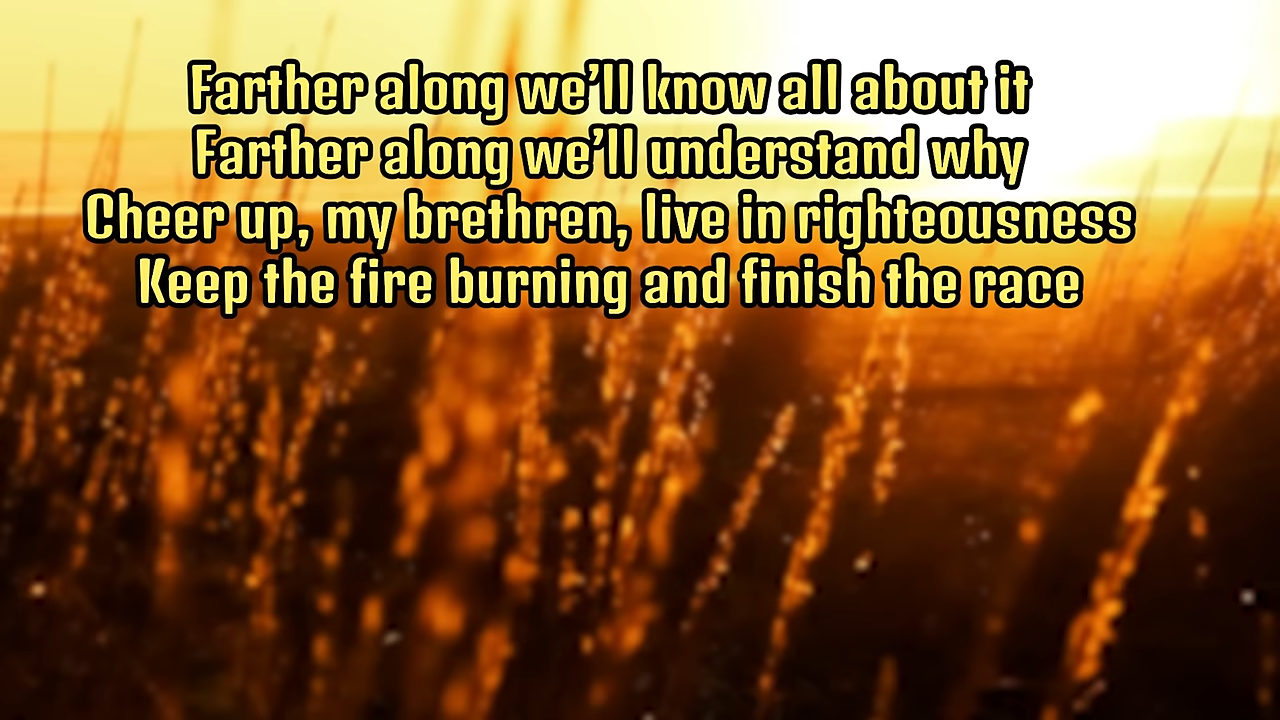 Farther along we’ll know all about it
Farther along we’ll understand why
Cheer up, my brethren, live in righteousness
Keep the fire burning and finish the race